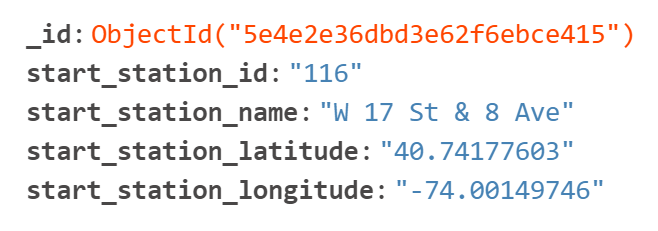 _id: ObjectId("5e4e2e36dbd3e62f6ebce415")
start_station_id: "116"
start_station_name: "W 17 St & 8 Ave"
start_station_latitude: "40.74177603"
start_station_longitude: "-74.00149746"